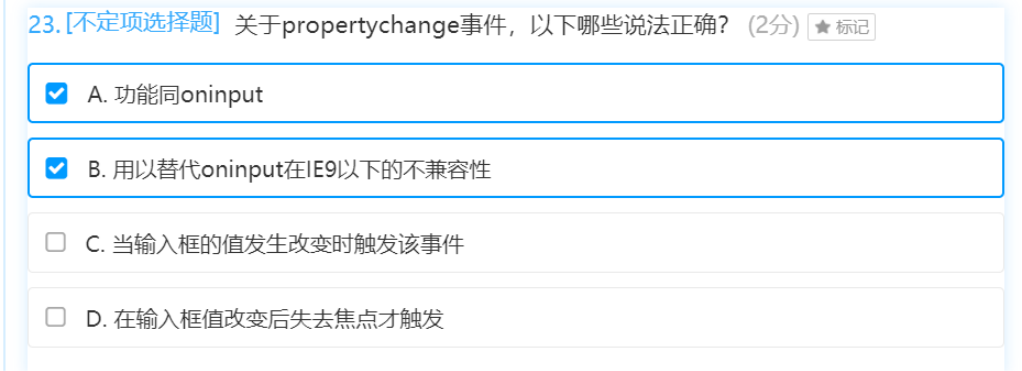 23. [不定项选择题] 关于propertychange事件，以下哪些说法正确？ (2分) ★ 标记
A. 功能同oninput
B. 用以替代oninput在IE9以下的不兼容性
C. 当输入框的值发生改变时触发该事件
D. 在输入框值改变后失去焦点才触发